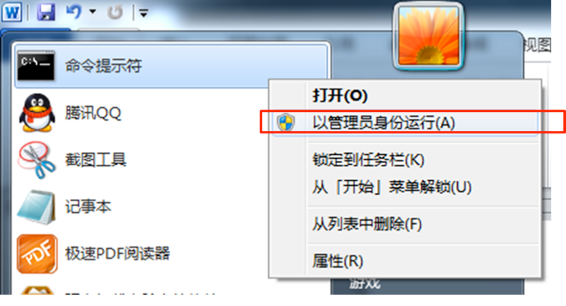 W
视图
C:\_
命令提示符
腾讯QQ
截图工具
记事本
PDF
极速PDF阅读器
打开(O)
以管理员身份运行(A)
锁定到任务栏(K)
从「开始」菜单解锁(U)
从列表中删除(F)
属性(R)
游戏